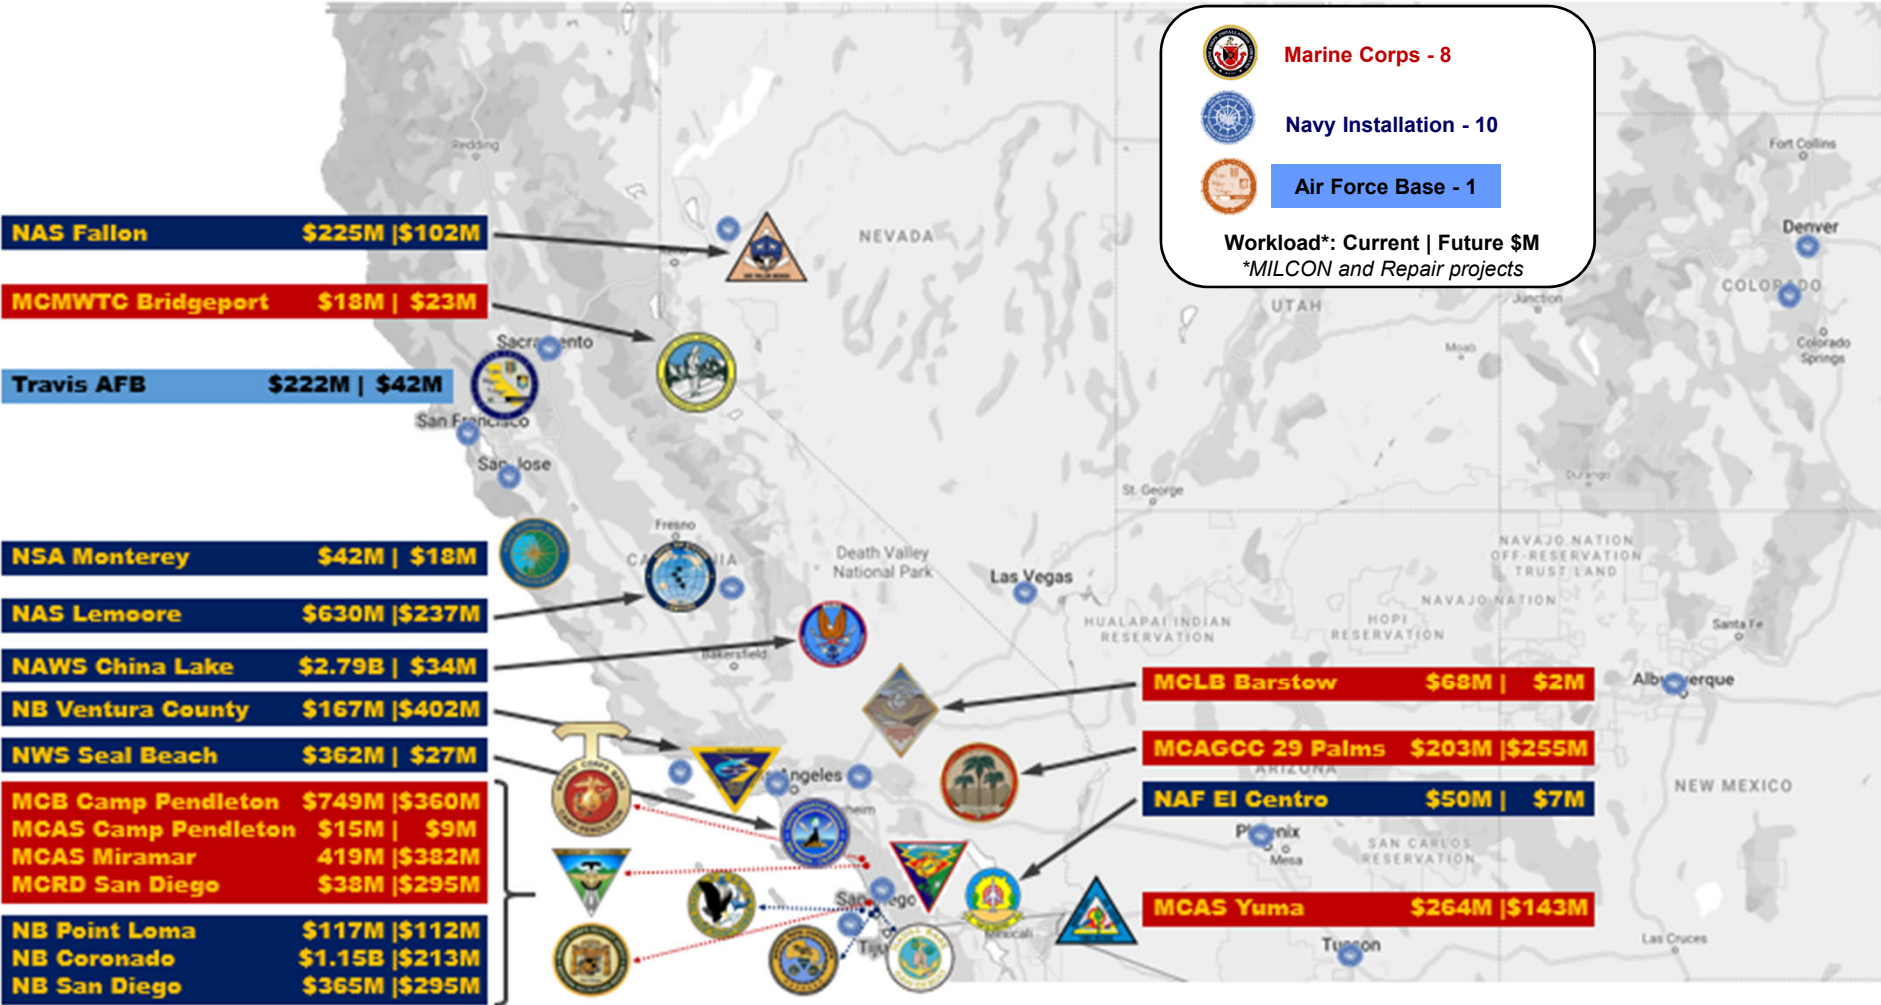 Marine Corps - 8
Navy Installation - 10
Air Force Base - 1
Workload*: Current | Future $M
*MILCON and Repair projects
NAS Fallon $225M |$102M
MCMWTC Bridgeport $18M | $23M
Travis AFB $222M | $42M
NSA Monterey $42M | $18M
NAS Lemoore $630M |$237M
NAWS China Lake $2.79B | $34M
NB Ventura County $167M |$402M
NWS Seal Beach $362M | $27M
MCB Camp Pendleton $749M |$360M
MCAS Camp Pendleton $15M | $9M
MCAS Miramar 419M |$382M
MCRD San Diego $38M |$295M
NB Point Loma $117M |$112M
NB Coronado $1.15B |$213M
NB San Diego $365M |$295M
MCLB Barstow $68M | $2M
MCAGCC 29 Palms $203M |$255M
NAF El Centro $50M | $7M
MCAS Yuma $264M |$143M
Redding
NEVADA
UTAH
Fort Collins
Denver
COLORADO
Colorado
Springs
Junction
Moab
Durango
San Francisco
San Jose
Fresno
Death Valley
National Park
Las Vegas
St. George
Bakersfield
HUALAPAI INDIAN
RESERVATION
HOPI
RESERVATION
NAVAJO NATION
OFF-RESERVATION
TRUST LAND
NAVAJO NATION
Santa Fe
ARIZONA
NEW MEXICO
Mesa
SAN CARLOS
RESERVATION
Las Cruces
MARINE CORPS BASE
CAMP PENDLETON